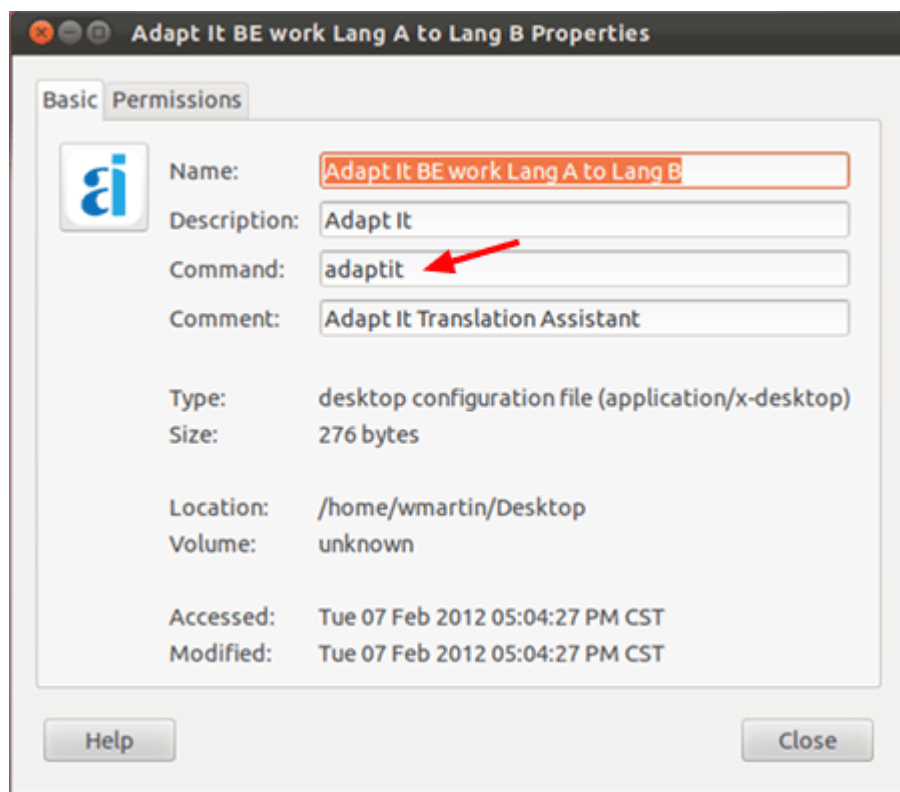 Adapt It BE work Lang A to Lang B Properties
Basic Permissions
ai
Name: Adapt It BE work Lang A to Lang B
Description: Adapt It
Command: adaptit
Comment: Adapt It Translation Assistant
Type: desktop configuration file (application/x-desktop)
Size: 276 bytes
Location: /home/wmartin/Desktop
Volume: unknown
Accessed: Tue 07 Feb 2012 05:04:27 PM CST
Modified: Tue 07 Feb 2012 05:04:27 PM CST
Help Close